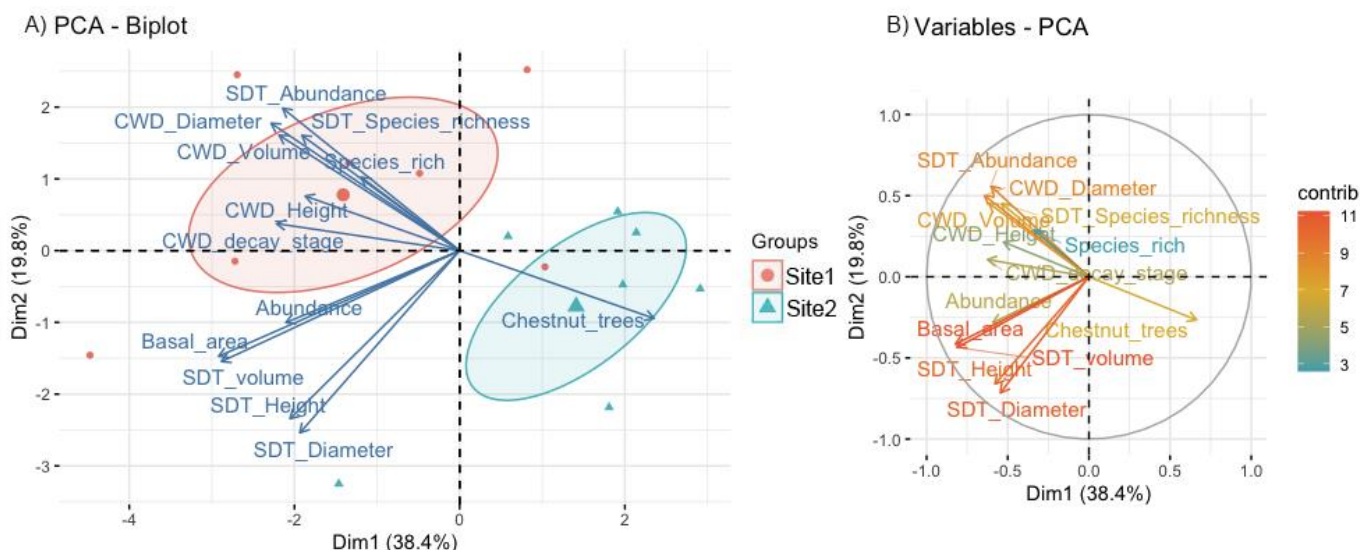 A) PCA - Biplot
SDT_Abundance
CWD_Diameter
SDT_Species_richness
CWD_Volume
Species_rich
CWD_Height
CWD_decay_stage
Abundance
Chestnut_trees
Basal_area
SDT_volume
SDT_Height
SDT_Diameter
2
1
0
-1
-2
-3
Dim2 (19.8%)
-4
-2
0
2
Dim1 (38.4%)
Groups
Site1
Site2
B) Variables - PCA
SDT_Abundance
CWD_Diameter
CWD_Volume
SDT_Species_richness
CWD_Height
Species_rich
CWD_decay_stage
Abundance
Basal_area
Chestnut_trees
SDT_volume
SDT_Height
SDT_Diameter
1.0
0.5
0.0
-0.5
-1.0
Dim2 (19.8%)
-1.0
-0.5
0.0
0.5
1.0
Dim1 (38.4%)
contrib
11
9
7
5
3